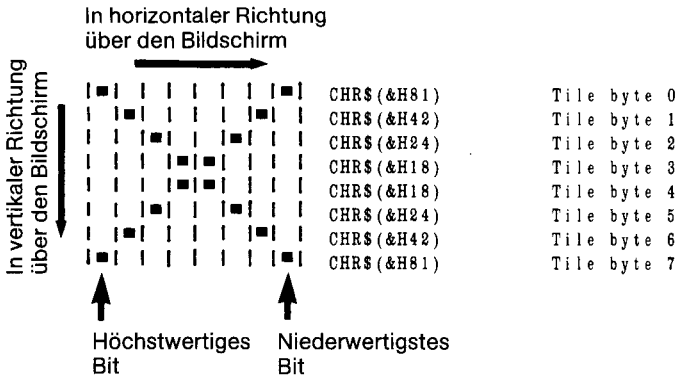 In horizontaler Richtung
über den Bildschirm
In vertikaler Richtung
über den Bildschirm
CHR$(&H81) Tile byte 0
CHR$(&H42) Tile byte 1
CHR$(&H24) Tile byte 2
CHR$(&H18) Tile byte 3
CHR$(&H18) Tile byte 4
CHR$(&H24) Tile byte 5
CHR$(&H42) Tile byte 6
CHR$(&H81) Tile byte 7
Höchstwertiges Niederwertigstes
Bit Bit